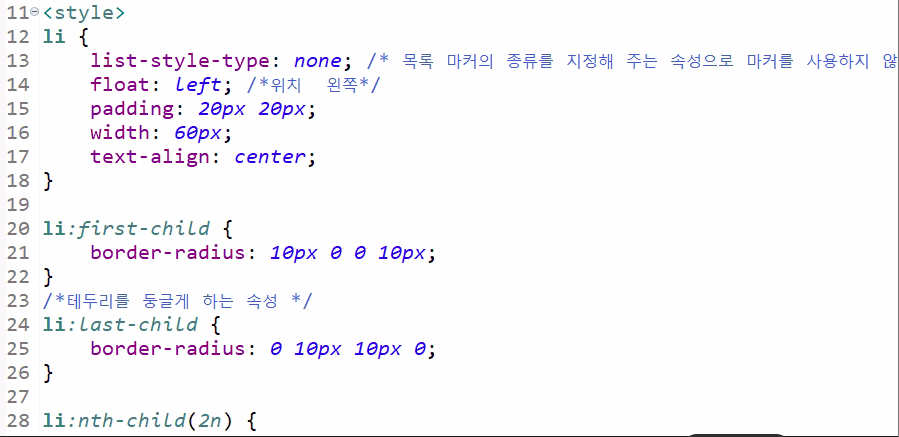 11 <style>
12 li {
13     list-style-type: none; /* 목록 마커의 종류를 지정해 주는 속성으로 마커를 사용하지 않
14     float: left; /*위치  왼쪽*/
15     padding: 20px 20px;
16     width: 60px;
17     text-align: center;
18 }
19
20 li:first-child {
21     border-radius: 10px 0 0 10px;
22 }
23 /*테두리를 둥글게 하는 속성 */
24 li:last-child {
25     border-radius: 0 10px 10px 0;
26 }
27
28 li:nth-child(2n) {